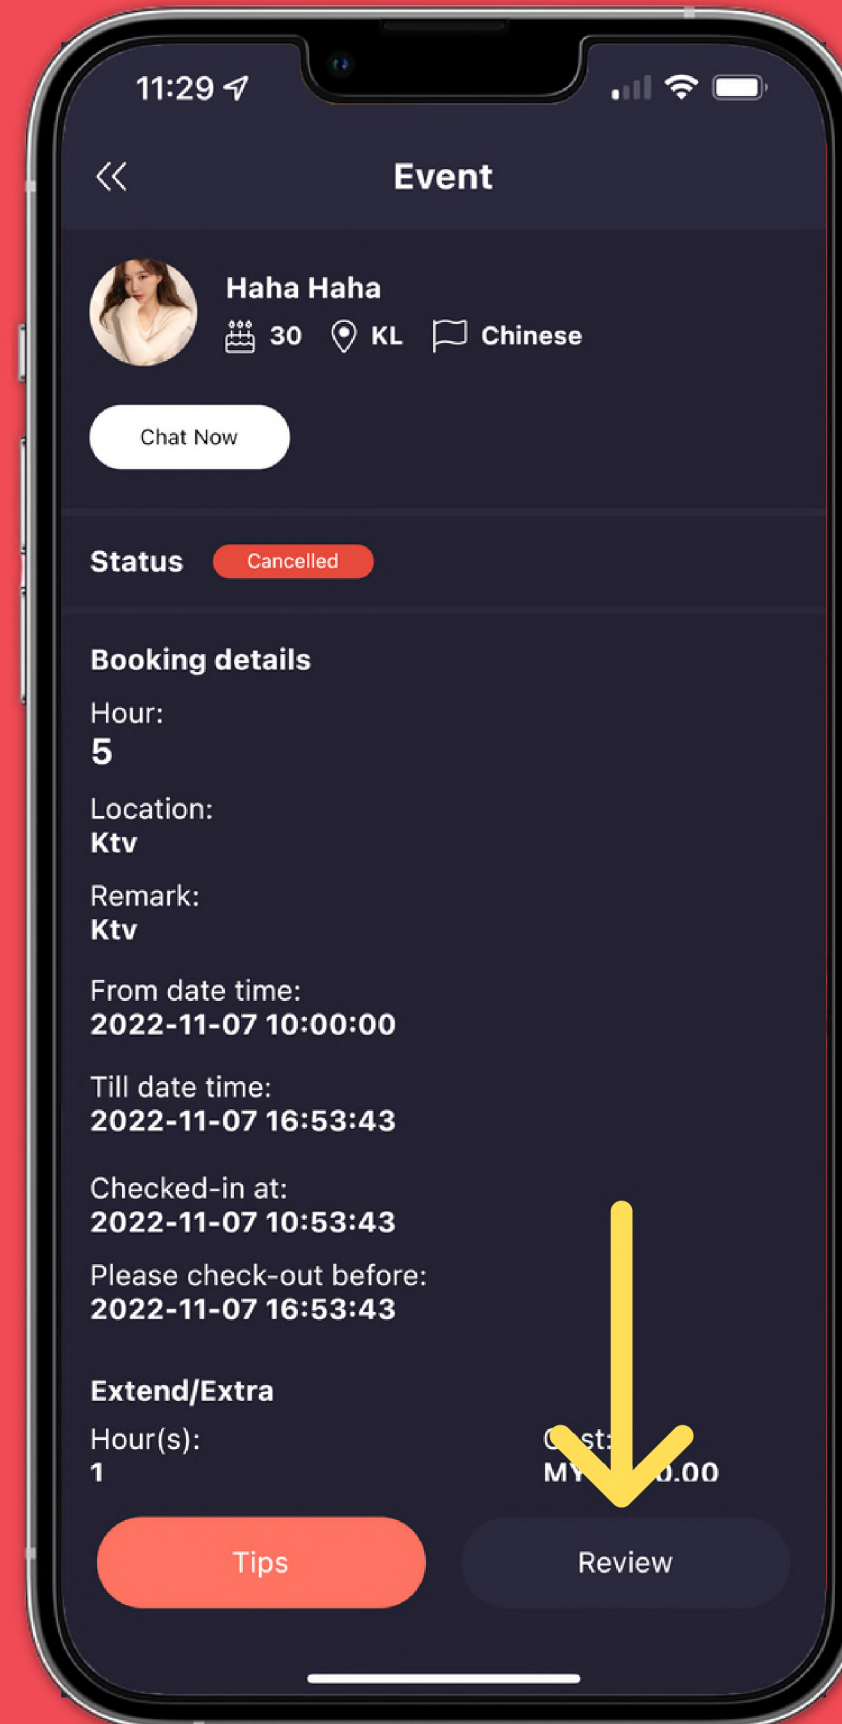 11:29
Event
Haha Haha
30 KL Chinese
Chat Now
Status Cancelled
Booking details
Hour:
5
Location:
Ktv
Remark:
Ktv
From date time:
2022-11-07 10:00:00
Till date time:
2022-11-07 16:53:43
Checked-in at:
2022-11-07 10:53:43
Please check-out before:
2022-11-07 16:53:43
Extend/Extra
Hour(s):
1
Tips Review